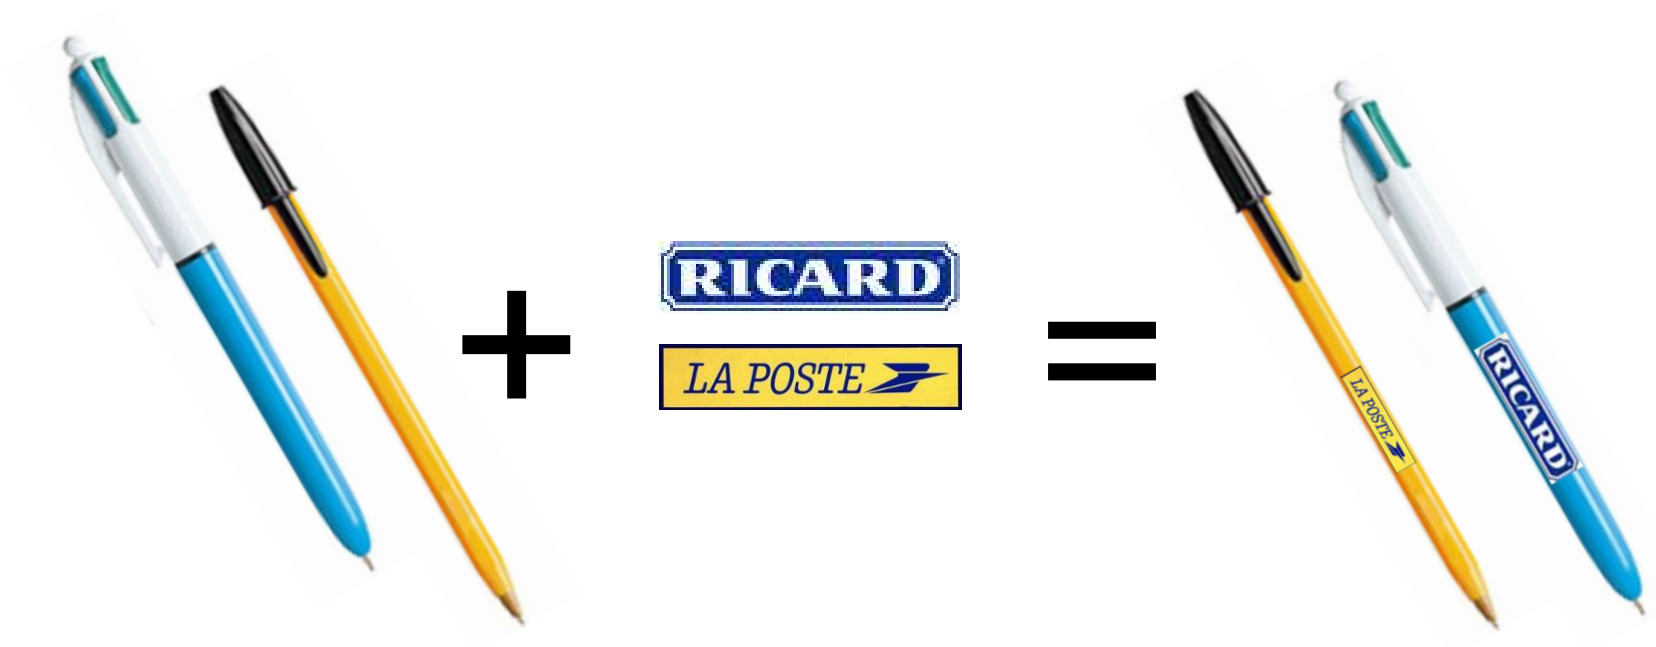 +
RICARD
LA POSTE
=
LA POSTE
RICARD